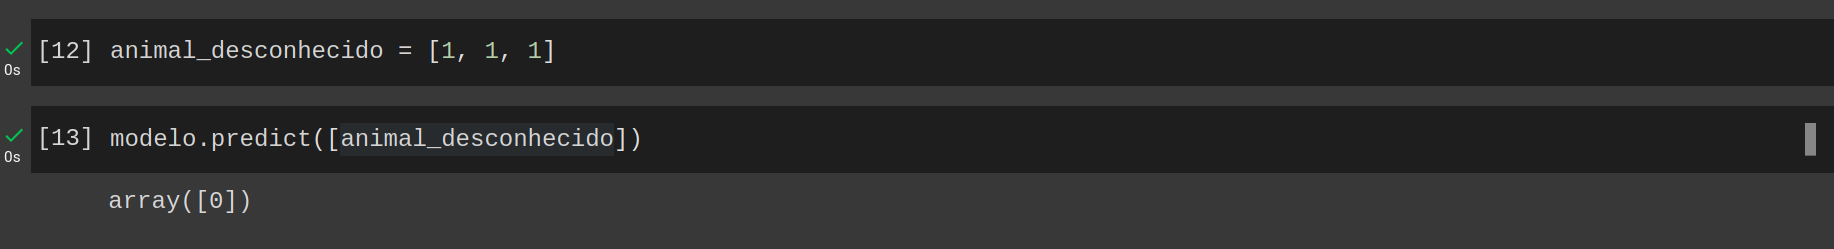 [12] animal_desconhecido = [1, 1, 1]
0s
[13] modelo.predict([animal_desconhecido])
0s
array([0])